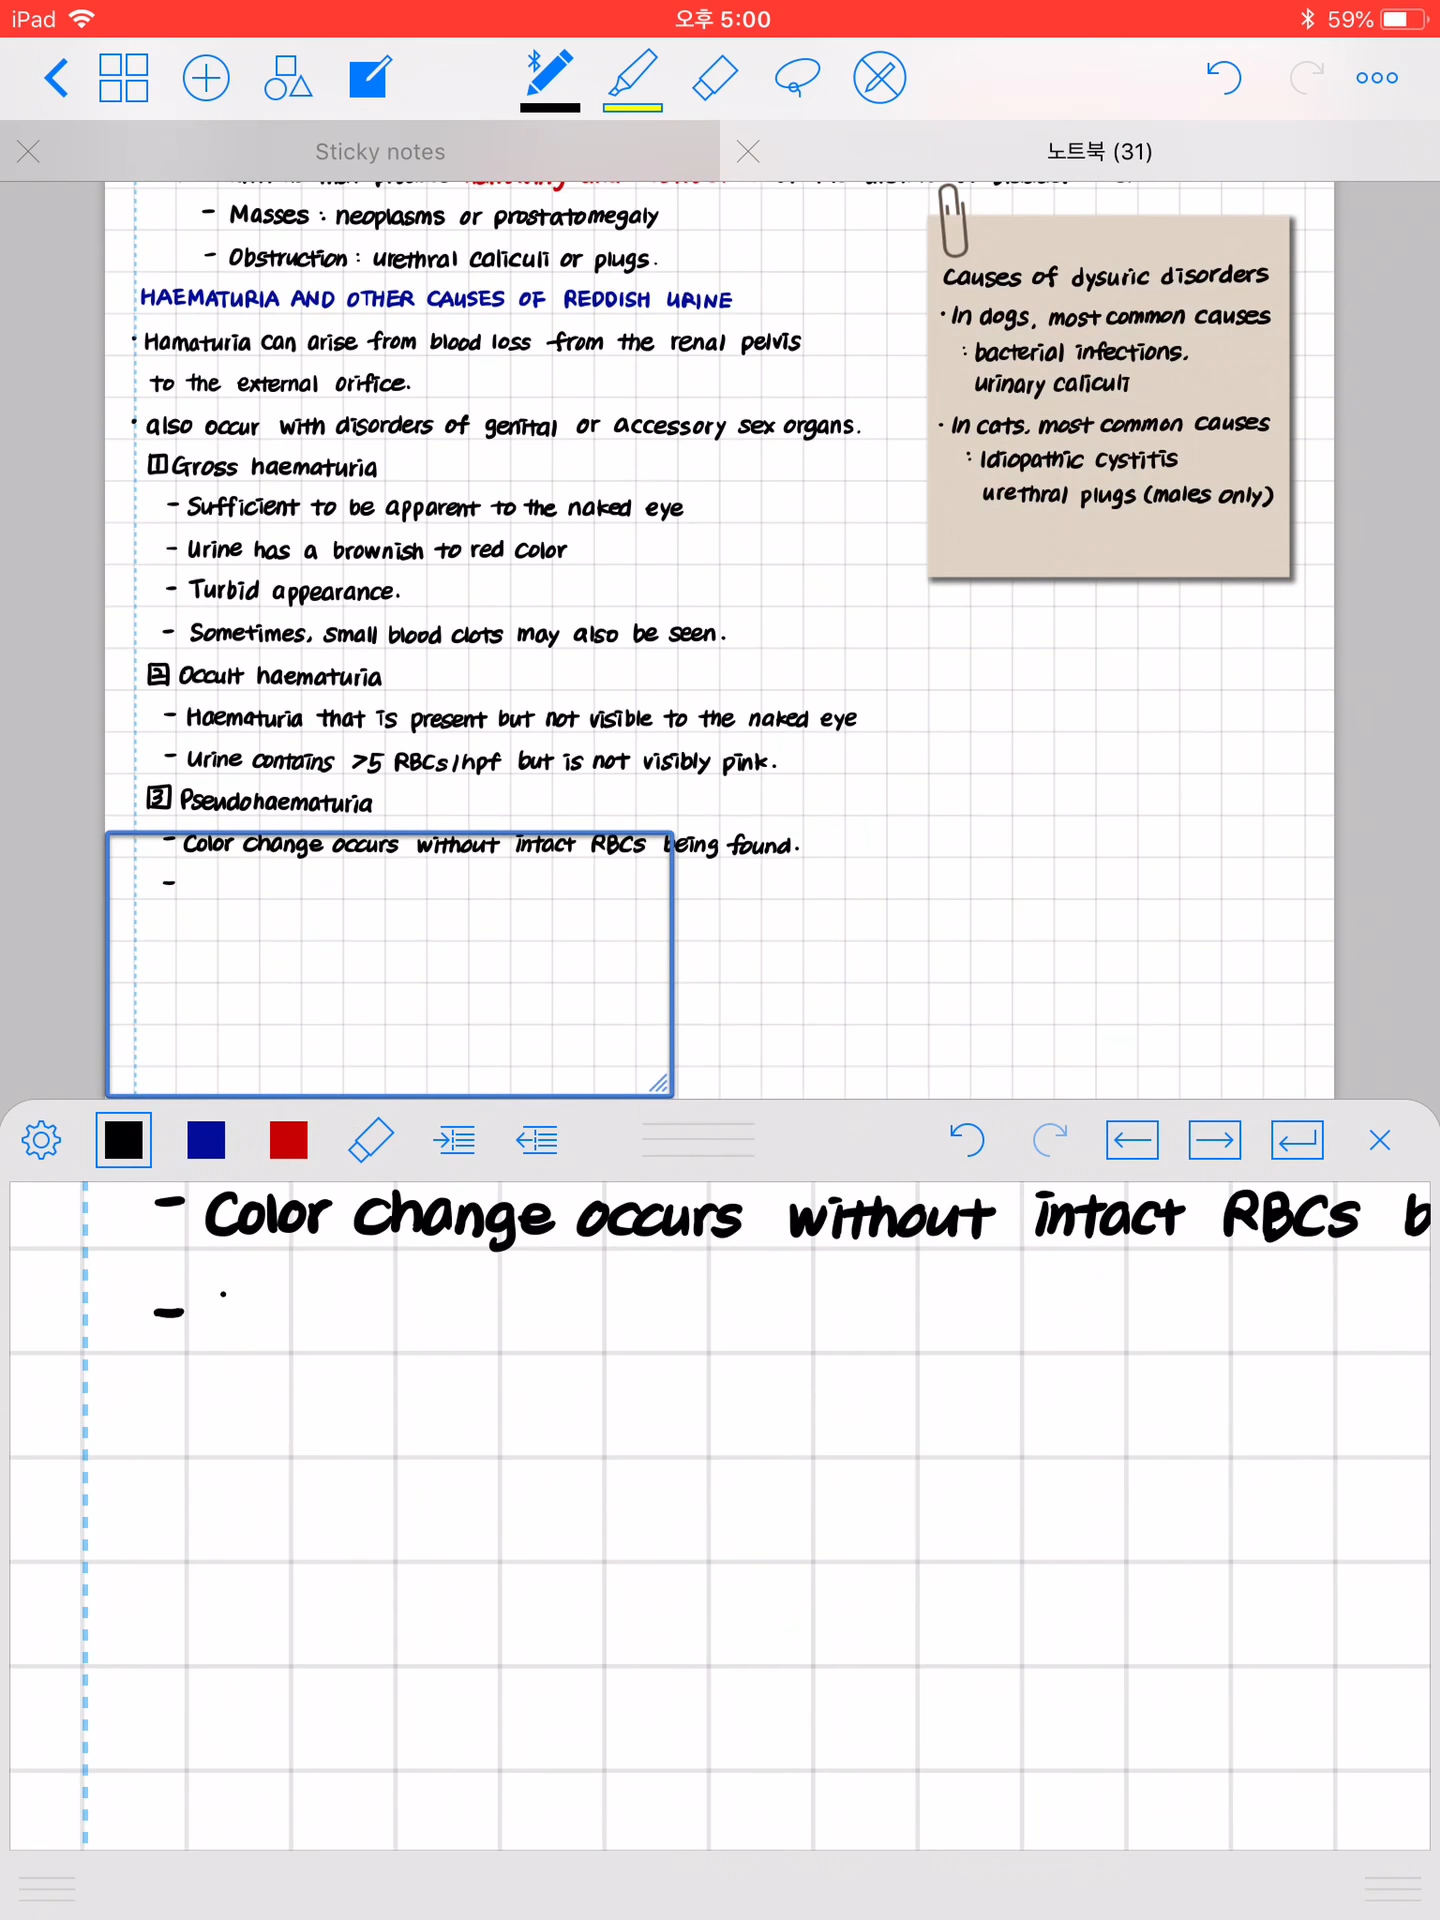 iPad 오후 5:00 59%
Sticky notes 노트북 (31)
- Masses : neoplasms or prostatomegaly
- Obstruction : urethral caliculi or plugs.
HAEMATURIA AND OTHER CAUSES OF REDDISH URINE
· Hamaturia can arise from blood loss from the renal pelvis
to the external orifice.
· also occur with disorders of genital or accessory sex organs.
1 Gross haematuria
- Sufficient to be apparent to the naked eye
- Urine has a brownish to red color
- Turbid appearance.
- Sometimes, small blood clots may also be seen.
2 Occult haematuria
- Haematuria that is present but not visible to the naked eye
- Urine contains >5 RBCs/hpf but is not visibly pink.
3 Pseudohaematuria
- Color change occurs without intact RBCs being found.
-
Causes of dysuric disorders
· In dogs, most common causes
: bacterial infections.
urinary caliculi
· In cats, most common causes
: Idiopathic cystitis
urethral plugs (males only)
- Color change occurs without intact RBCs b
-